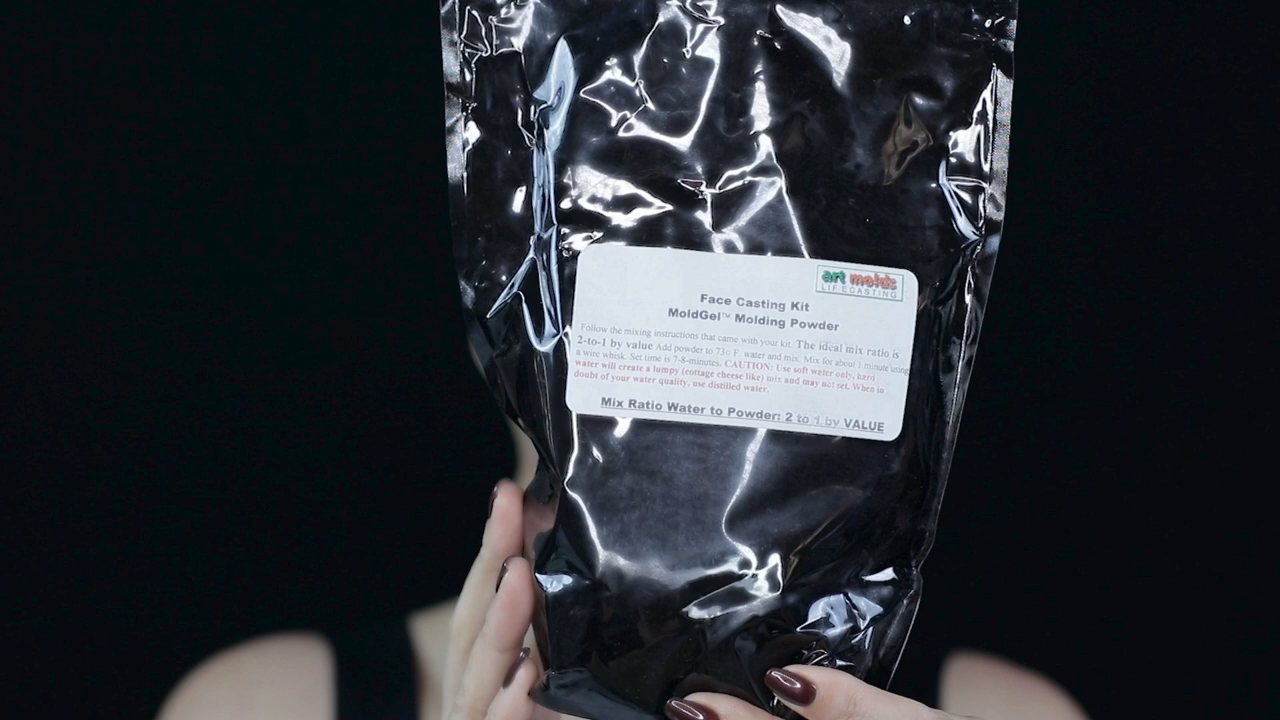 art molds
LIFECASTING
Face Casting Kit
MoldGel™ Molding Powder
Follow the mixing instructions that came with your kit. The ideal mix ratio is
2-to-1 by value Add powder to 73o F water and mix. Mix for about 1 minute using
a wire whisk. Set time is 7-8-minutes. CAUTION: Use soft water only, hard
water will create a lumpy (cottage cheese like) mix and may not set. When in
doubt of your water quality, use distilled water.
Mix Ratio Water to Powder: 2 to 1 by VALUE